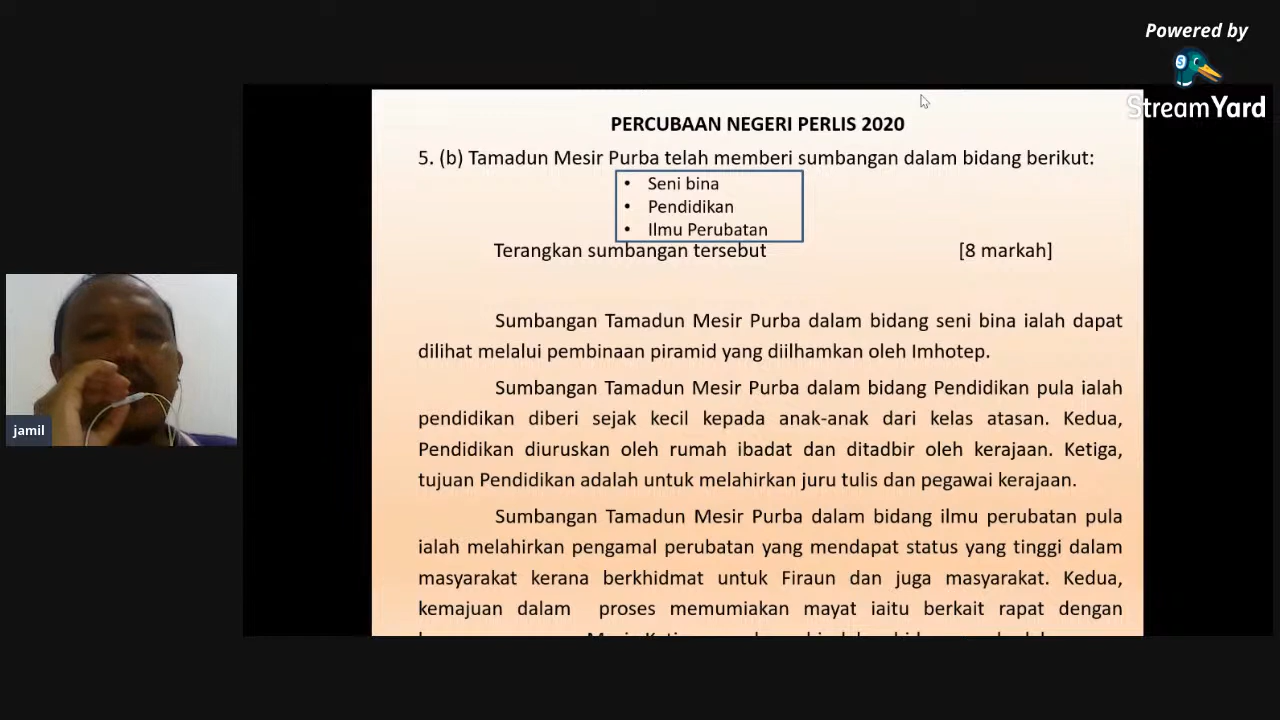 Powered by
StreamYard
PERCUBAAN NEGERI PERLIS 2020
5. (b) Tamadun Mesir Purba telah memberi sumbangan dalam bidang berikut:
• Seni bina
• Pendidikan
• Ilmu Perubatan
Terangkan sumbangan tersebut [8 markah]
Sumbangan Tamadun Mesir Purba dalam bidang seni bina ialah dapat
dilihat melalui pembinaan piramid yang diilhamkan oleh Imhotep.
Sumbangan Tamadun Mesir Purba dalam bidang Pendidikan pula ialah
pendidikan diberi sejak kecil kepada anak-anak dari kelas atasan. Kedua,
Pendidikan diuruskan oleh rumah ibadat dan ditadbir oleh kerajaan. Ketiga,
tujuan Pendidikan adalah untuk melahirkan juru tulis dan pegawai kerajaan.
Sumbangan Tamadun Mesir Purba dalam bidang ilmu perubatan pula
ialah melahirkan pengamal perubatan yang mendapat status yang tinggi dalam
masyarakat kerana berkhidmat untuk Firaun dan juga masyarakat. Kedua,
kemajuan dalam proses memumiakan mayat iaitu berkait rapat dengan
jamil